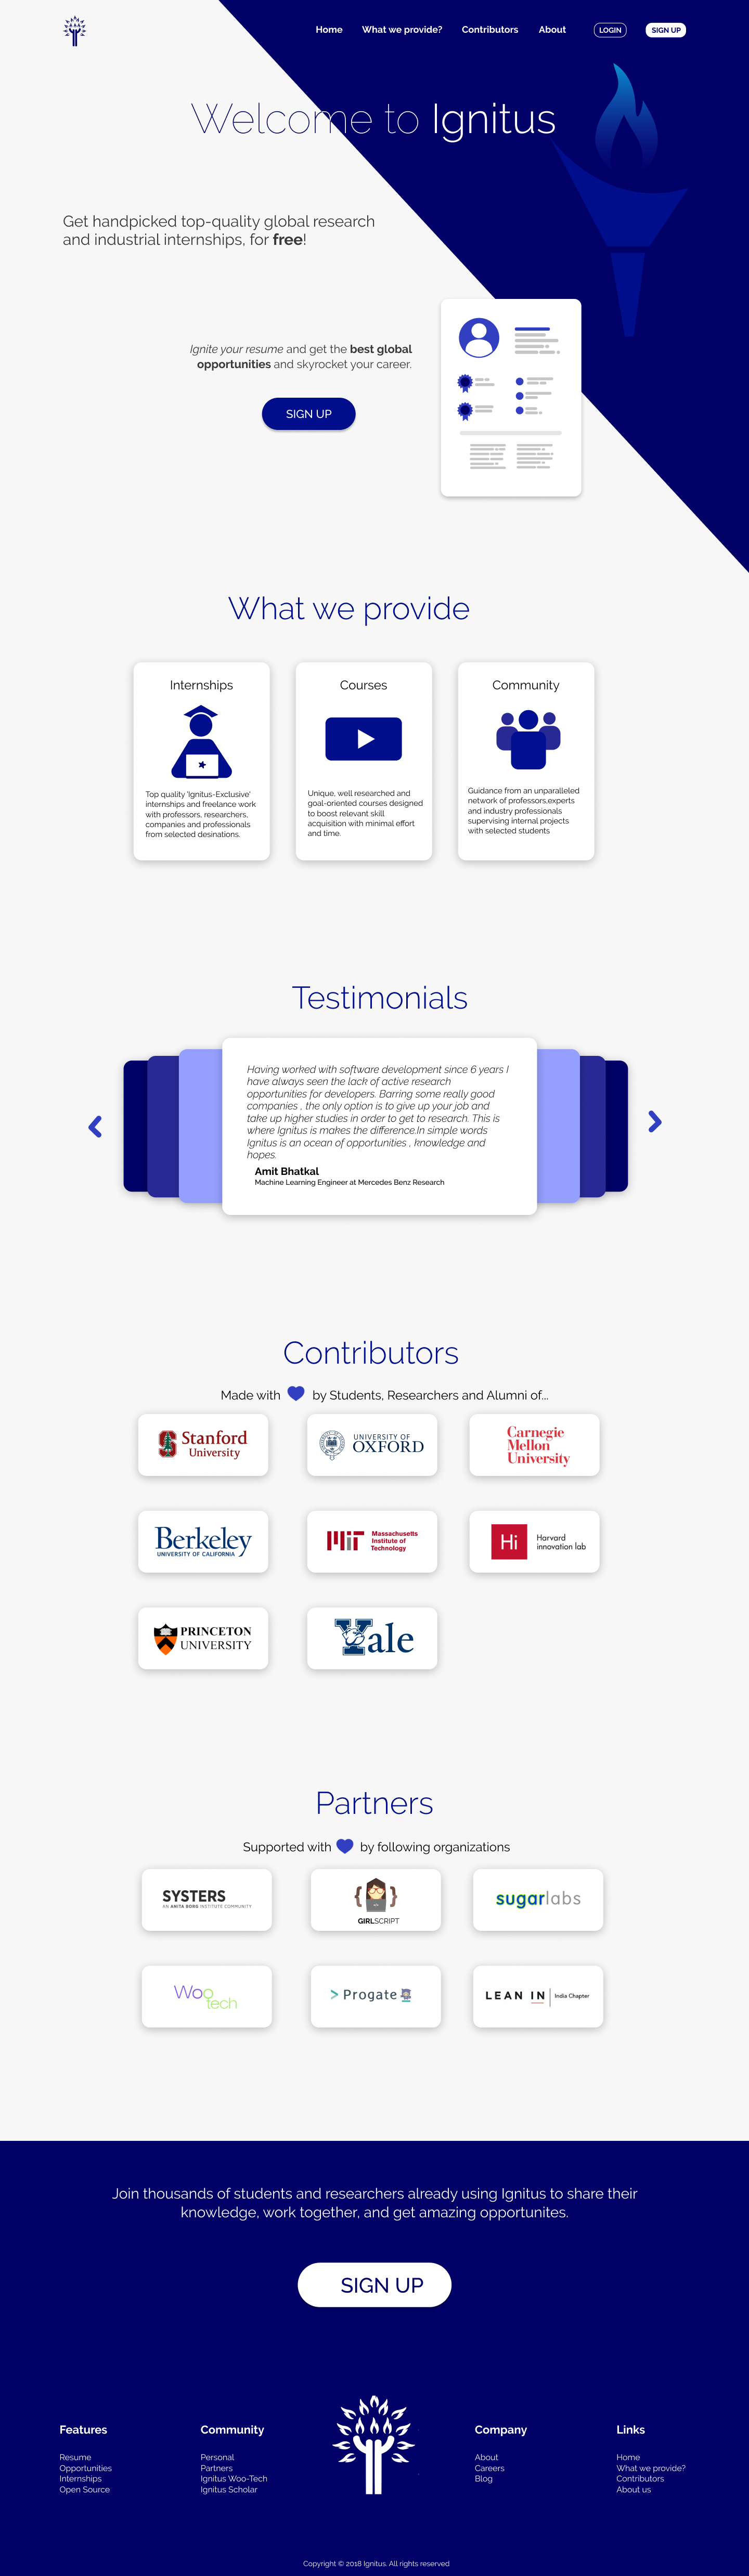 Home What we provide? Contributors About LOGIN SIGN UP
Welcome to Ignitus
Get handpicked top-quality global research
and industrial internships, for free!
Ignite your resume and get the best global
opportunities and skyrocket your career.
SIGN UP
What we provide
Internships
Top quality 'Ignitus-Exclusive'
internships and freelance work
with professors, researchers,
companies and professionals
from selected desinations.
Courses
Unique, well researched and
goal-oriented courses designed
to boost relevant skill
acquisition with minimal effort
and time.
Community
Guidance from an unparalleled
network of professors,experts
and industry professionals
supervising internal projects
with selected students
Testimonials
Having worked with software development since 6 years I
have always seen the lack of active research
opportunities for developers. Barring some really good
companies , the only option is to give up your job and
take up higher studies in order to get to research. This is
where Ignitus is makes the difference.In simple words
Ignitus is an ocean of opportunities , knowledge and
hopes.
Amit Bhatkal
Machine Learning Engineer at Mercedes Benz Research
Contributors
Made with by Students, Researchers and Alumni of...
Stanford
University
UNIVERSITY OF
OXFORD
Carnegie
Mellon
University
Berkeley
UNIVERSITY OF CALIFORNIA
MIT
Massachusetts
Institute of
Technology
Hi
Harvard
innovation lab
PRINCETON
UNIVERSITY
Yale
Partners
Supported with by following organizations
SYSTERS
AN ANITA BORG INSTITUTE COMMUNITY
{ }
GIRLSCRIPT
sugarlabs
Woo
tech
> Progate
LEAN IN India Chapter
Join thousands of students and researchers already using Ignitus to share their
knowledge, work together, and get amazing opportunites.
SIGN UP
Features
Resume
Opportunities
Internships
Open Source
Community
Personal
Partners
Ignitus Woo-Tech
Ignitus Scholar
Company
About
Careers
Blog
Links
Home
What we provide?
Contributors
About us
Copyright © 2018 Ignitus. All rights reserved